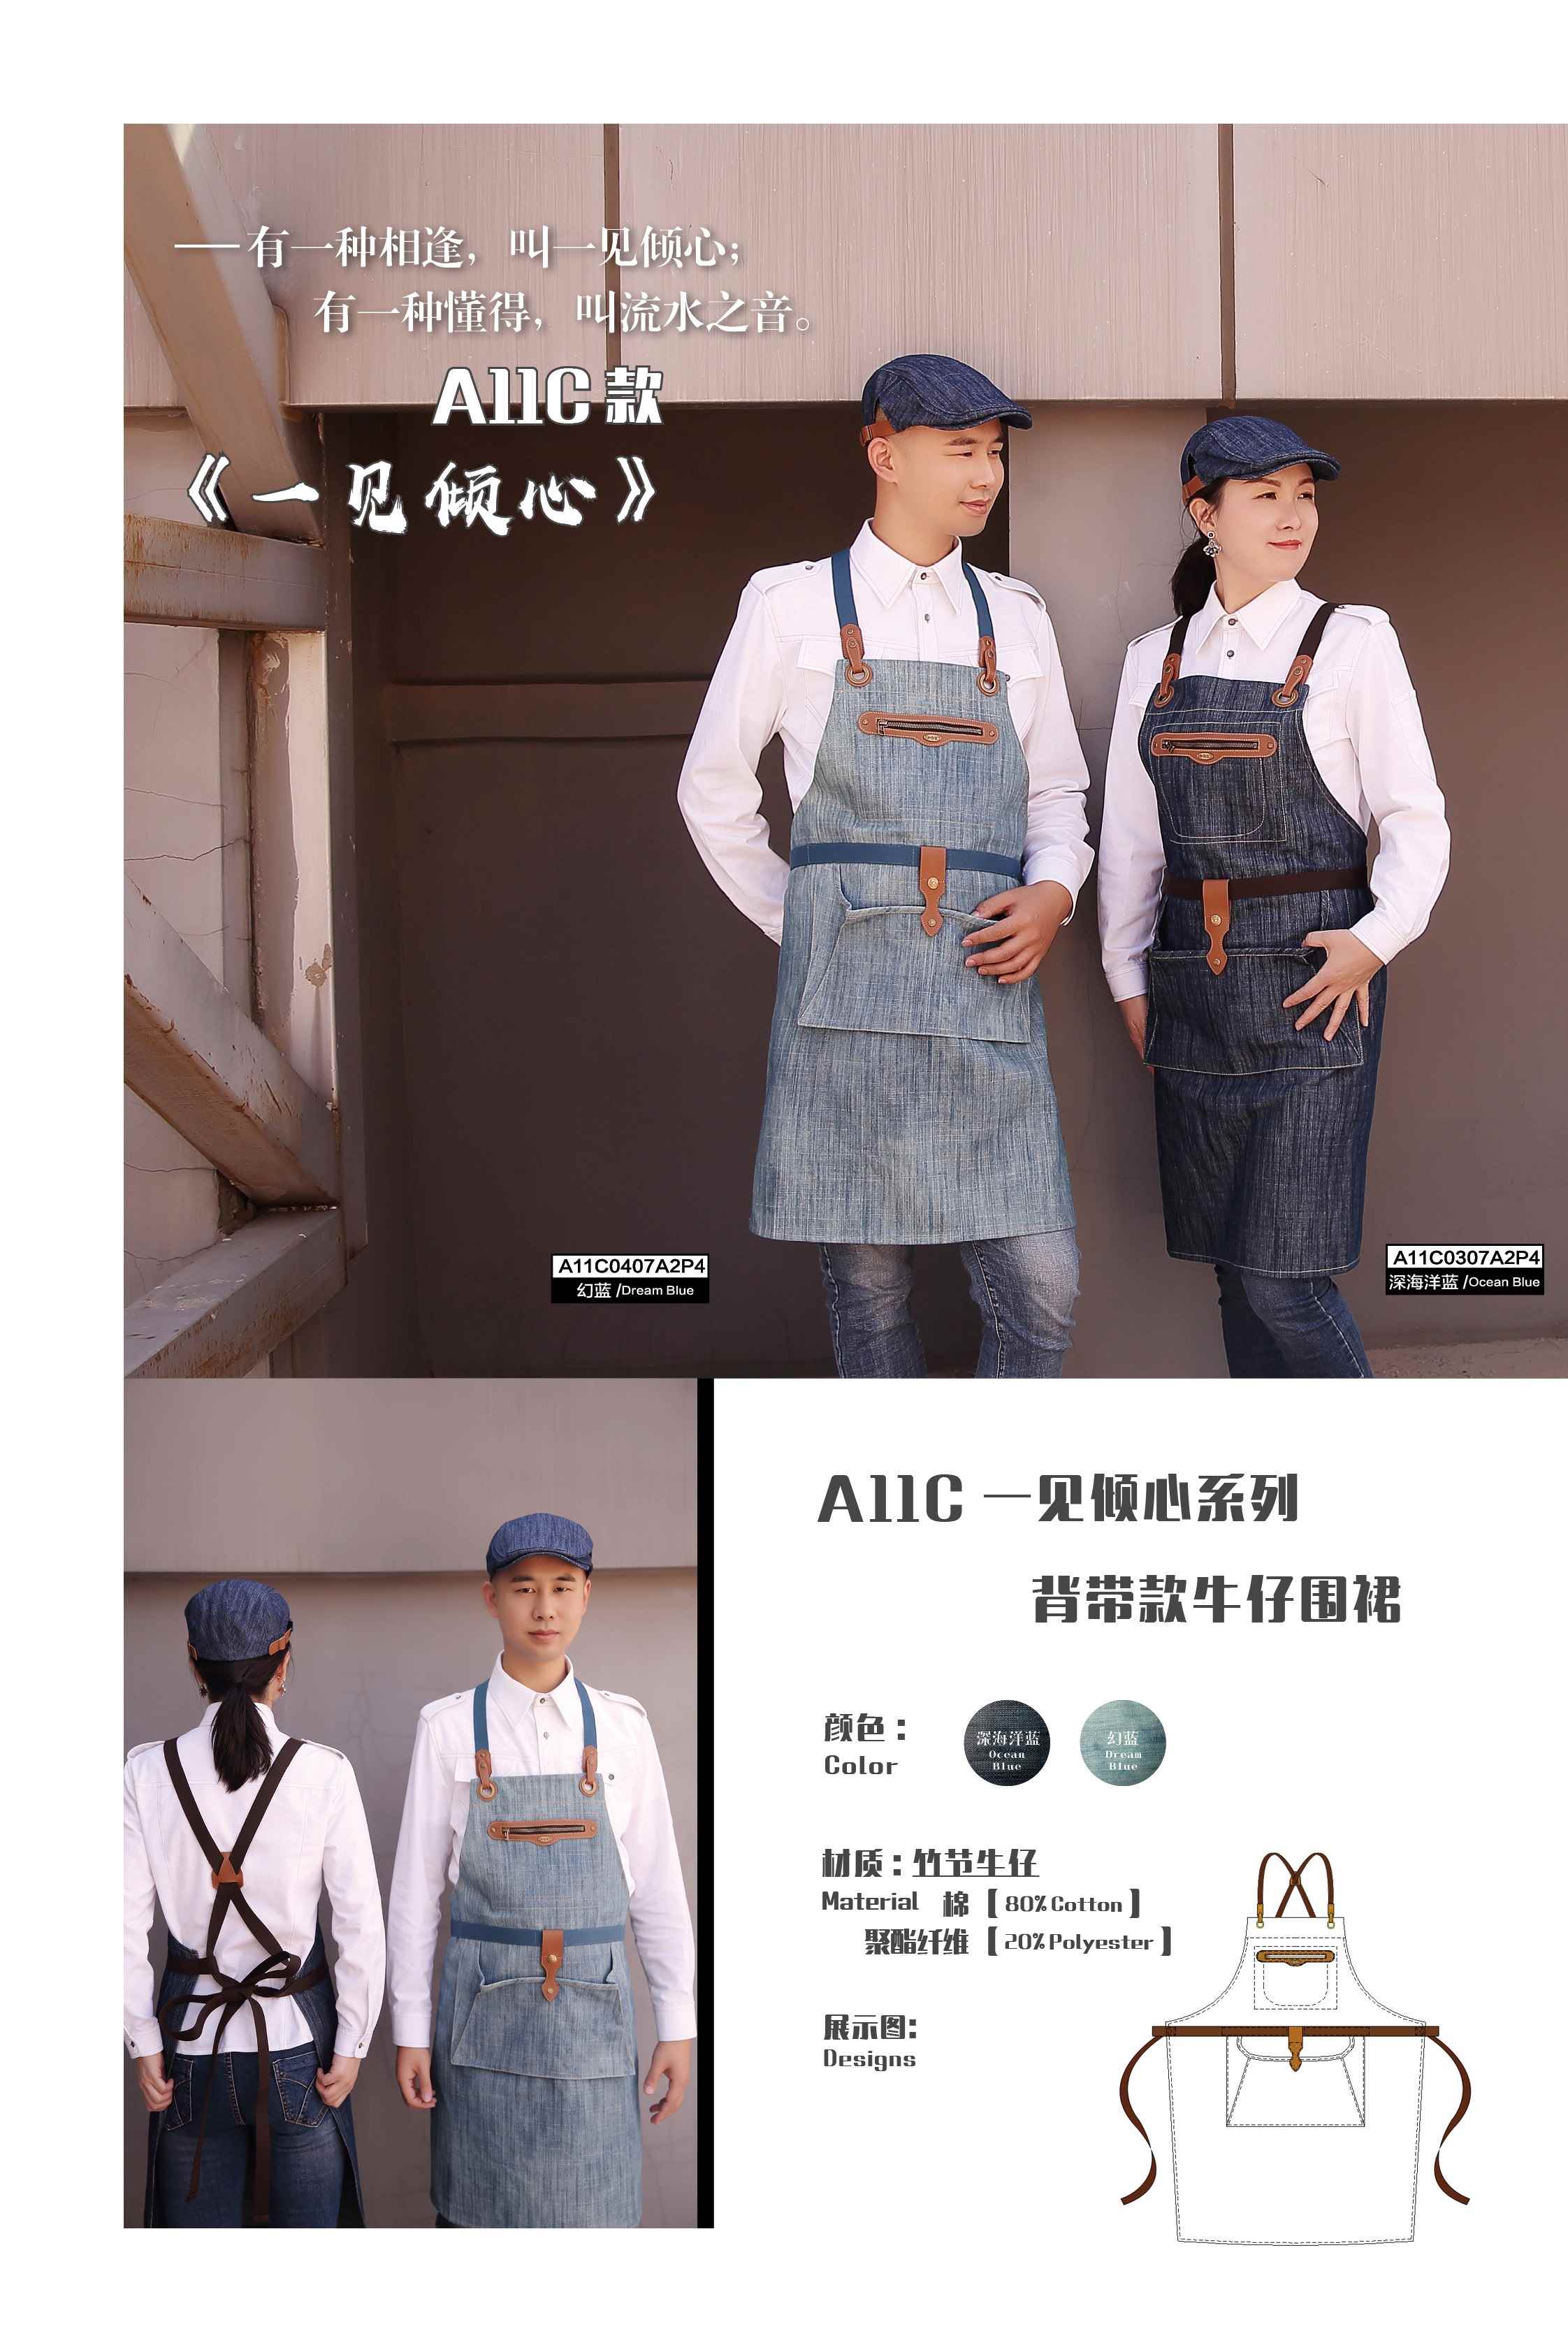 ——有一种相逢，叫一见倾心；
有一种懂得，叫流水之音。
A11C 款
《一见倾心》
A11C0407A2P4
幻蓝 /Dream Blue
A11C0307A2P4
深海洋蓝 /Ocean Blue
A11C 一见倾心系列
背带款牛仔围裙
颜色：
Color
深海洋蓝
Ocean
Blue
幻蓝
Dream
Blue
材质：竹节牛仔
Material 棉【80% Cotton】
聚酯纤维【20% Polyester】
展示图：
Designs